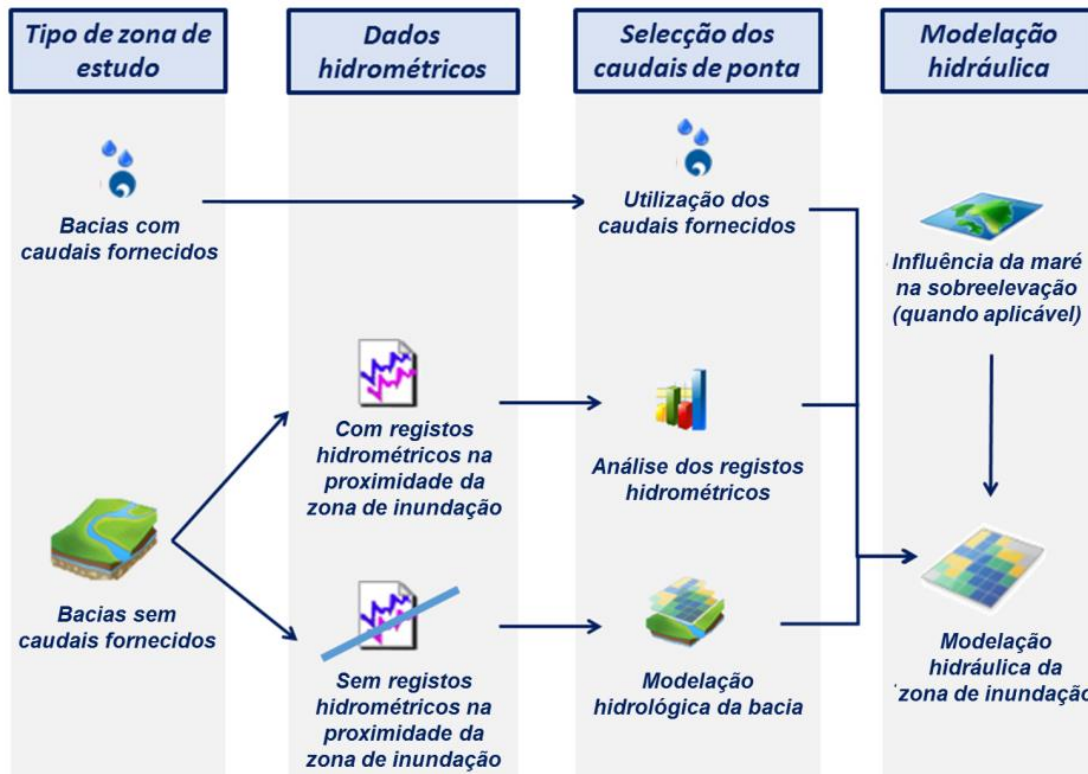 Tipo de zona de
estudo
Dados
hidrométricos
Selecção dos
caudais de ponta
Modelação
hidráulica
Bacias com
caudais fornecidos
Utilização dos
caudais fornecidos
Influência da maré
na sobreelevação
(quando aplicável)
Com registos
hidrométricos na
proximidade da
zona de inundação
Análise dos registos
hidrométricos
Bacias sem
caudais fornecidos
Sem registos
hidrométricos na
proximidade da
zona de inundação
Modelação
hidrológica da bacia
Modelação
hidráulica da
zona de inundação